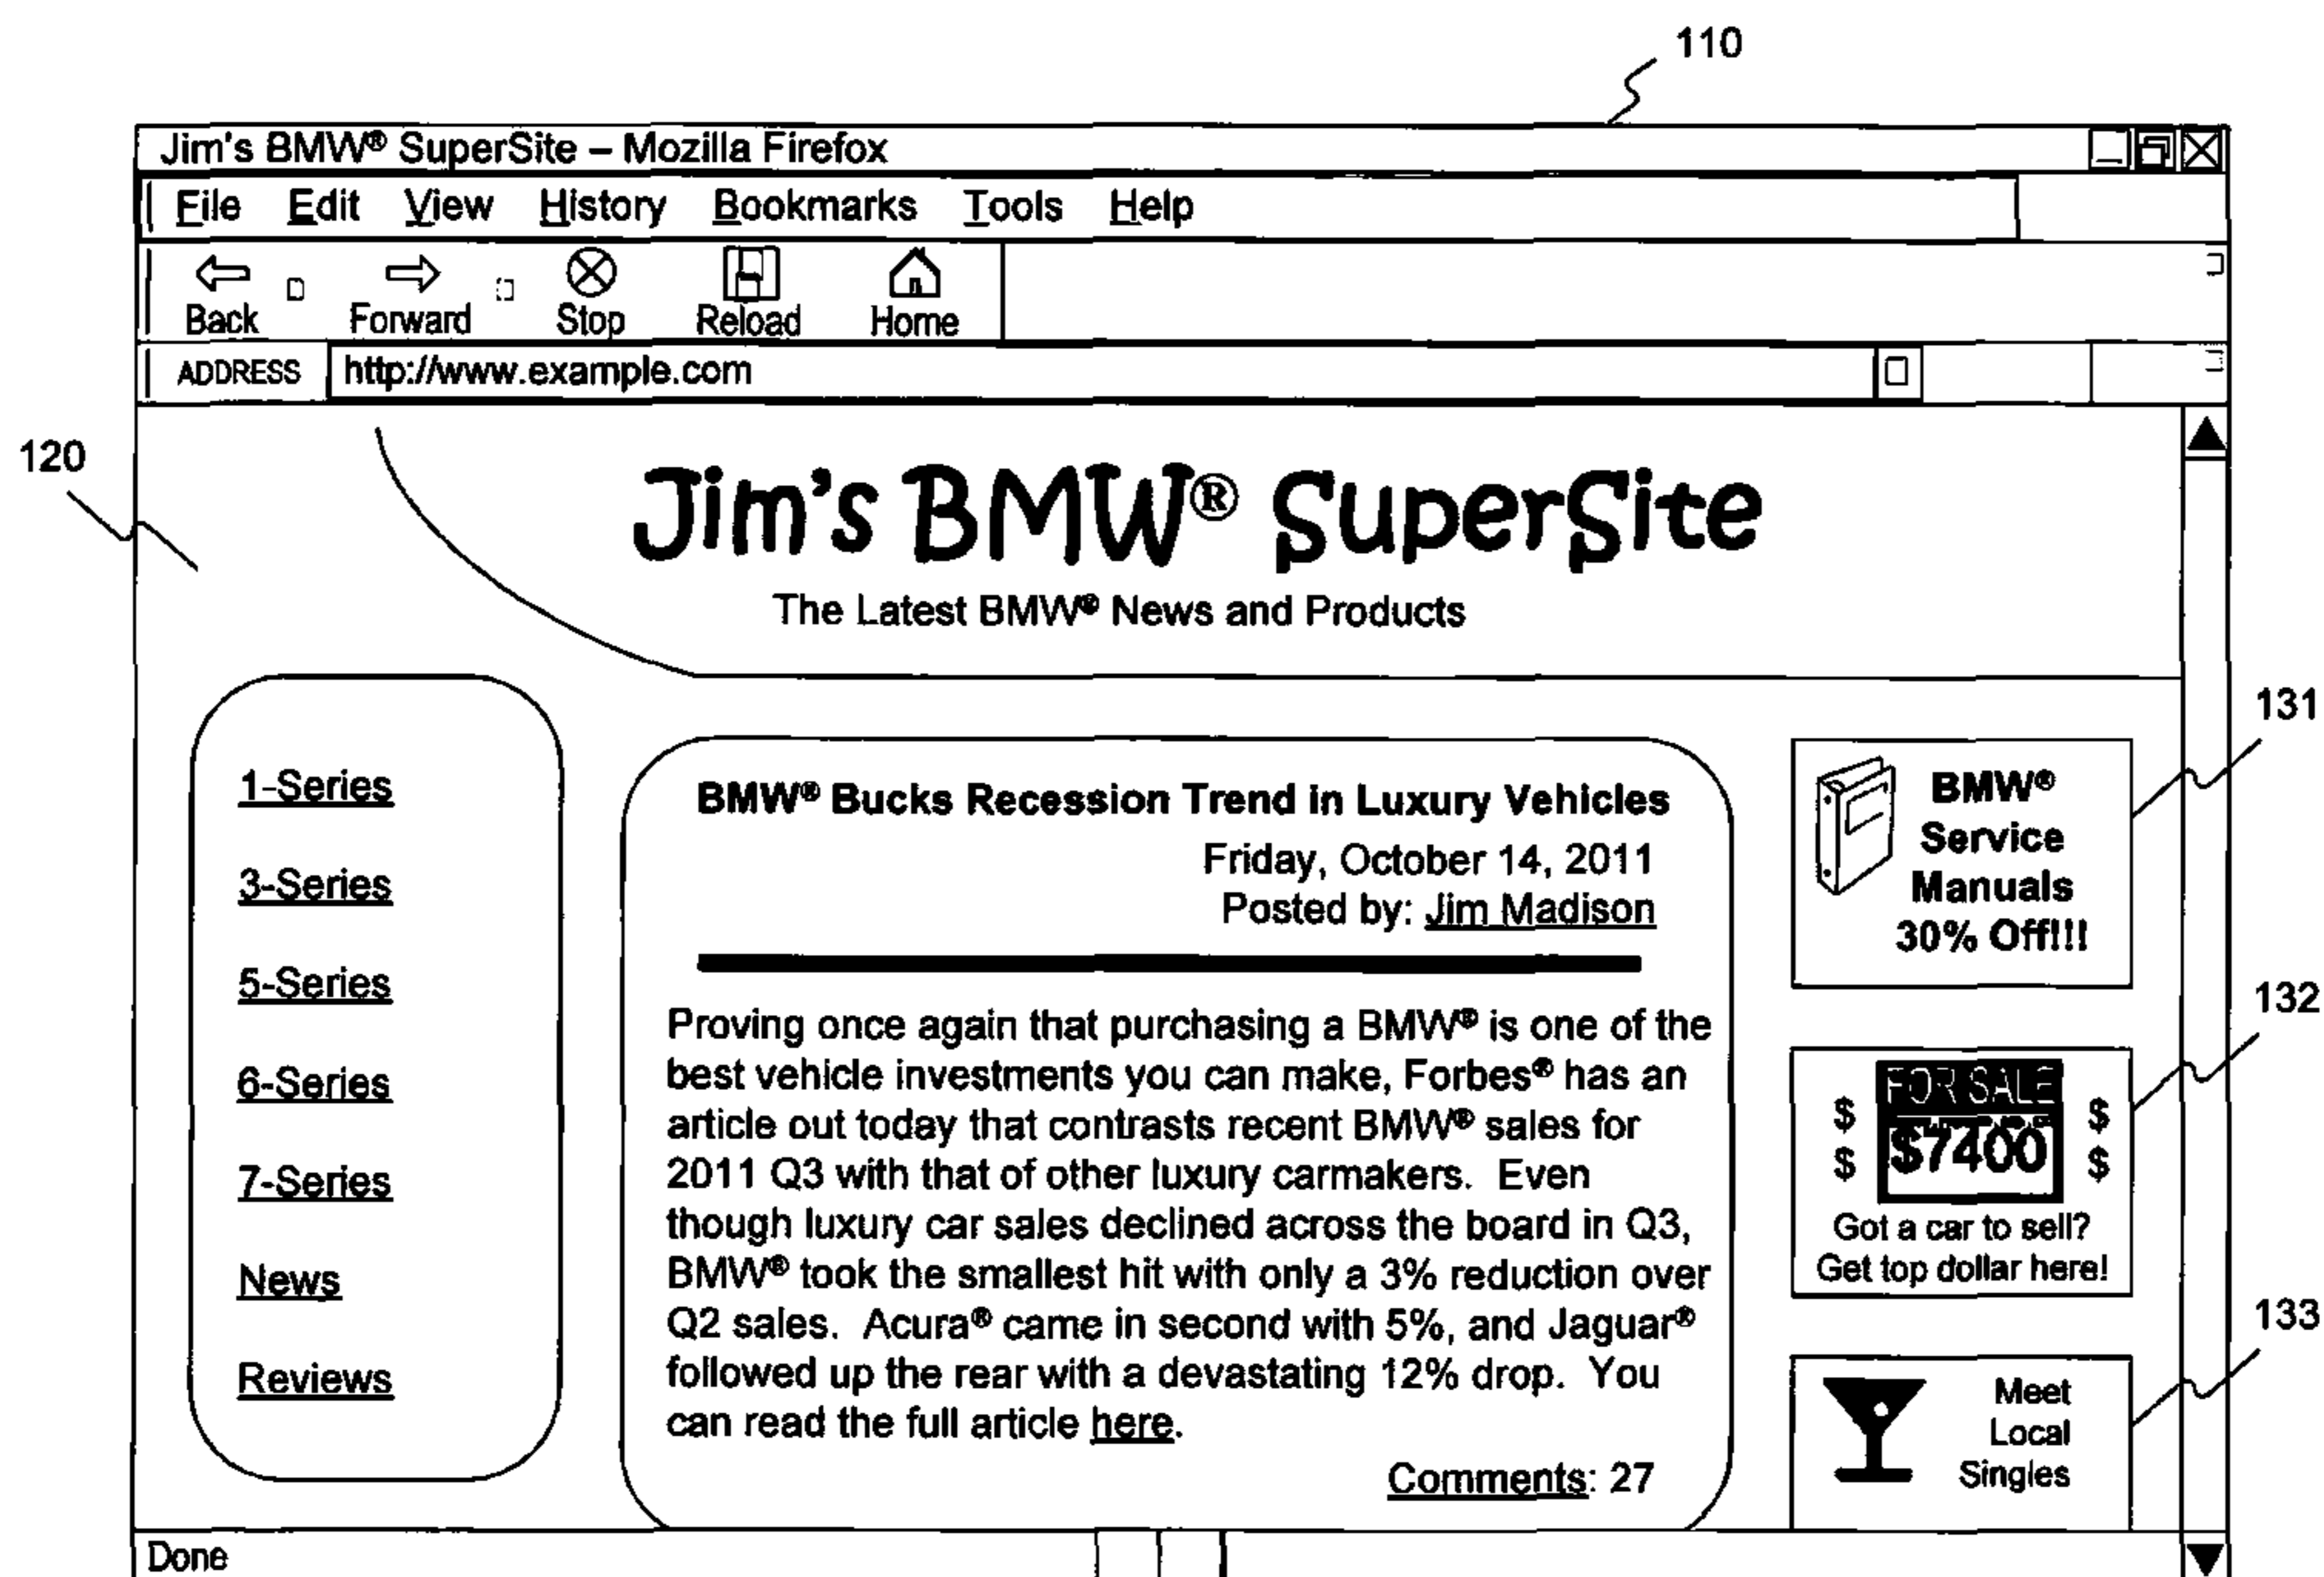 110
Jim's BMW® SuperSite – Mozilla Firefox
File Edit View History Bookmarks Tools Help
Back Forward Stop Reload Home
ADDRESS http://www.example.com
120
Jim's BMW® SuperSite
The Latest BMW® News and Products
1-Series
3-Series
5-Series
6-Series
7-Series
News
Reviews
BMW® Bucks Recession Trend in Luxury Vehicles
Friday, October 14, 2011
Posted by: Jim Madison
Proving once again that purchasing a BMW® is one of the
best vehicle investments you can make, Forbes® has an
article out today that contrasts recent BMW® sales for
2011 Q3 with that of other luxury carmakers. Even
though luxury car sales declined across the board in Q3,
BMW® took the smallest hit with only a 3% reduction over
Q2 sales. Acura® came in second with 5%, and Jaguar®
followed up the rear with a devastating 12% drop. You
can read the full article here.
Comments: 27
131
BMW®
Service
Manuals
30% Off!!!
132
FOR SALE
$ $
$ $7400 $
Got a car to sell?
Get top dollar here!
133
Meet
Local
Singles
Done